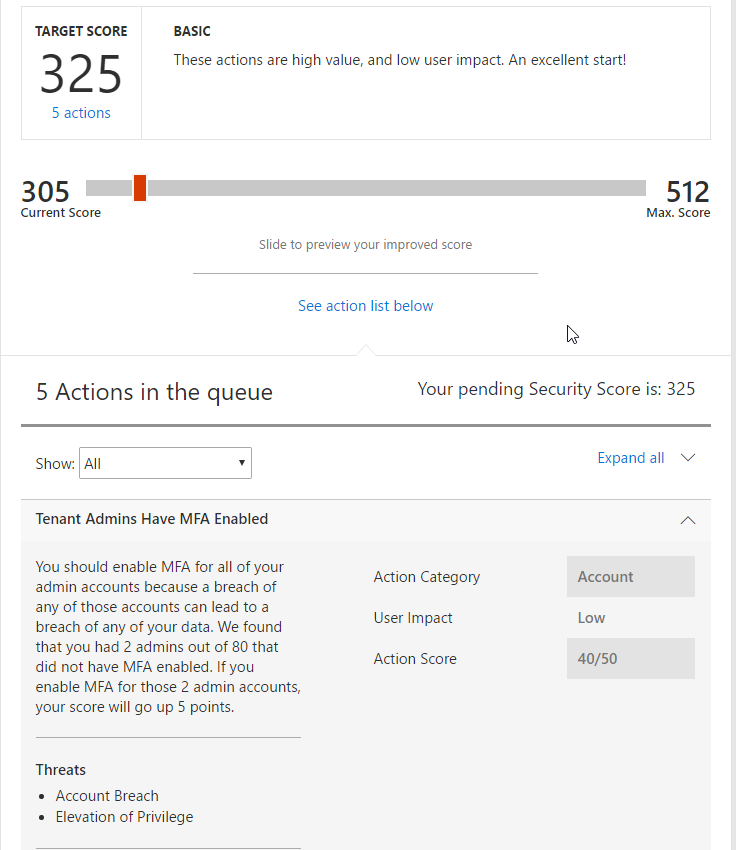 TARGET SCORE
325
5 actions
BASIC
These actions are high value, and low user impact. An excellent start!
305
Current Score
512
Max. Score
Slide to preview your improved score
See action list below
5 Actions in the queue
Your pending Security Score is: 325
Show: All
Expand all
Tenant Admins Have MFA Enabled
You should enable MFA for all of your
admin accounts because a breach of
any of those accounts can lead to a
breach of any of your data. We found
that you had 2 admins out of 80 that
did not have MFA enabled. If you
enable MFA for those 2 admin accounts,
your score will go up 5 points.
Action Category Account
User Impact Low
Action Score 40/50
Threats
• Account Breach
• Elevation of Privilege